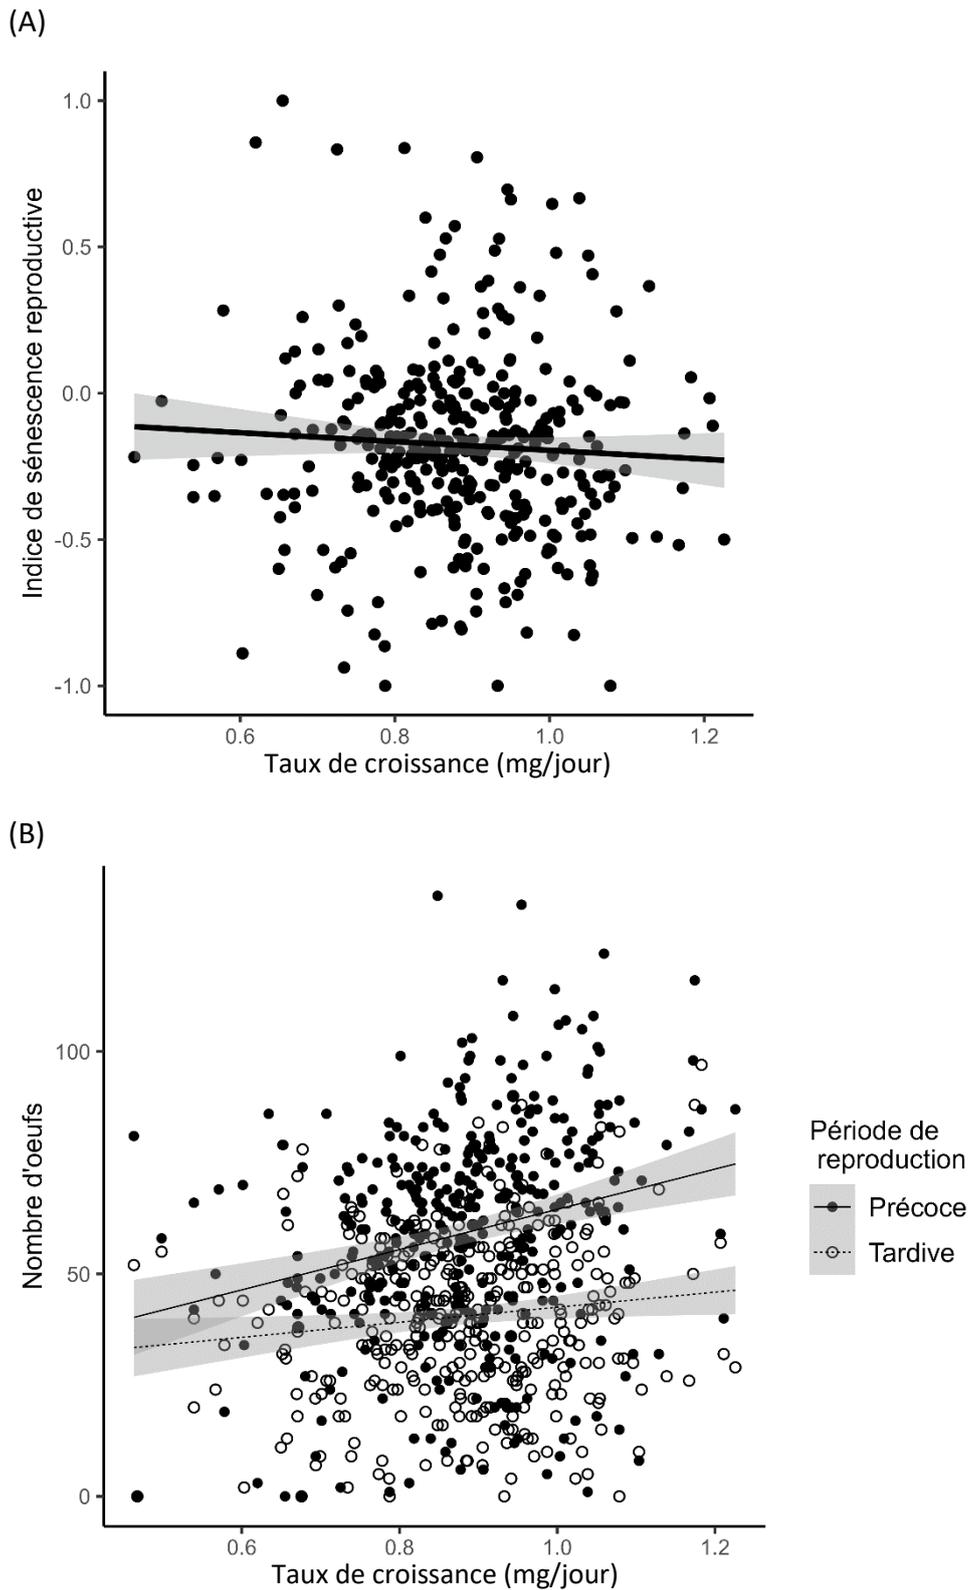 (A)
1.0
0.5
0.0
-0.5
-1.0
Indice de sénescence reproductive
0.6 0.8 1.0 1.2
Taux de croissance (mg/jour)
(B)
100
50
0
Nombre d'oeufs
0.6 0.8 1.0 1.2
Taux de croissance (mg/jour)
Période de
reproduction
Précoce
Tardive